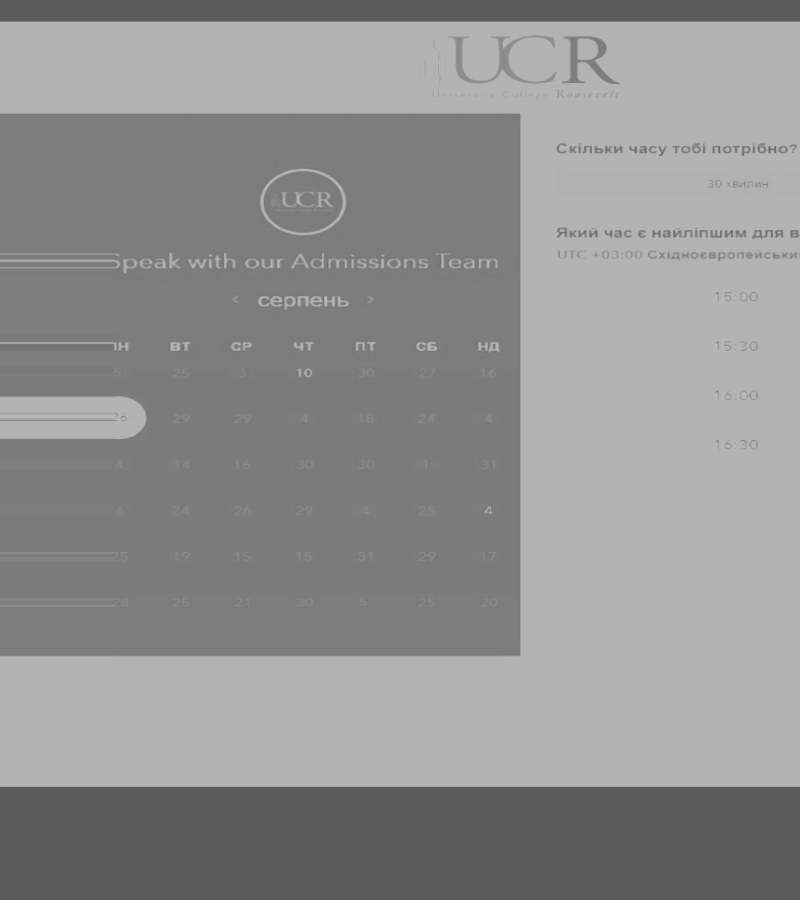 UCR
University College Roosevelt
UCR
Speak with our Admissions Team
< серпень >
ПН ВТ СР ЧТ ПТ СБ НД
5 25 3 10 30 27 16
26 29 29 4 18 24 4
4 14 16 30 30 1 31
6 24 26 29 4 25 4
25 19 15 15 31 29 17
28 25 21 30 5 25 20
Скільки часу тобі потрібно?
30 хвилин
Який час є найліпшим для
UTC +03:00
15:00
15:30
16:00
16:30